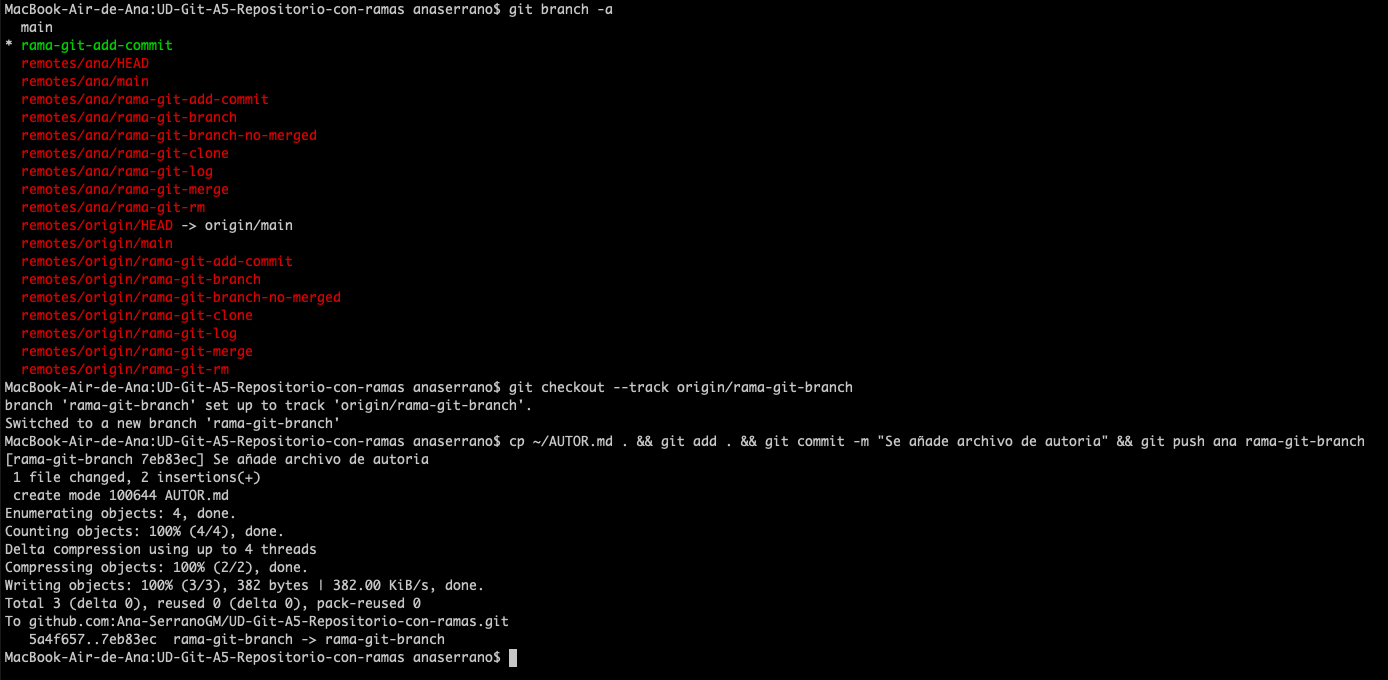 MacBook-Air-de-Ana:UD-Git-A5-Repositorio-con-ramas anaserrano$ git branch -a
  main
* rama-git-add-commit
  remotes/ana/HEAD
  remotes/ana/main
  remotes/ana/rama-git-add-commit
  remotes/ana/rama-git-branch
  remotes/ana/rama-git-branch-no-merged
  remotes/ana/rama-git-clone
  remotes/ana/rama-git-log
  remotes/ana/rama-git-merge
  remotes/ana/rama-git-rm
  remotes/origin/HEAD -> origin/main
  remotes/origin/main
  remotes/origin/rama-git-add-commit
  remotes/origin/rama-git-branch
  remotes/origin/rama-git-branch-no-merged
  remotes/origin/rama-git-clone
  remotes/origin/rama-git-log
  remotes/origin/rama-git-merge
  remotes/origin/rama-git-rm
MacBook-Air-de-Ana:UD-Git-A5-Repositorio-con-ramas anaserrano$ git checkout --track origin/rama-git-branch
branch 'rama-git-branch' set up to track 'origin/rama-git-branch'.
Switched to a new branch 'rama-git-branch'
MacBook-Air-de-Ana:UD-Git-A5-Repositorio-con-ramas anaserrano$ cp ~/AUTOR.md . && git add . && git commit -m "Se añade archivo de autoria" && git push ana rama-git-branch
[rama-git-branch 7eb83ec] Se añade archivo de autoria
 1 file changed, 2 insertions(+)
 create mode 100644 AUTOR.md
Enumerating objects: 4, done.
Counting objects: 100% (4/4), done.
Delta compression using up to 4 threads
Compressing objects: 100% (2/2), done.
Writing objects: 100% (3/3), 382 bytes | 382.00 KiB/s, done.
Total 3 (delta 0), reused 0 (delta 0), pack-reused 0
To github.com:Ana-SerranoGM/UD-Git-A5-Repositorio-con-ramas.git
   5a4f657..7eb83ec  rama-git-branch -> rama-git-branch
MacBook-Air-de-Ana:UD-Git-A5-Repositorio-con-ramas anaserrano$